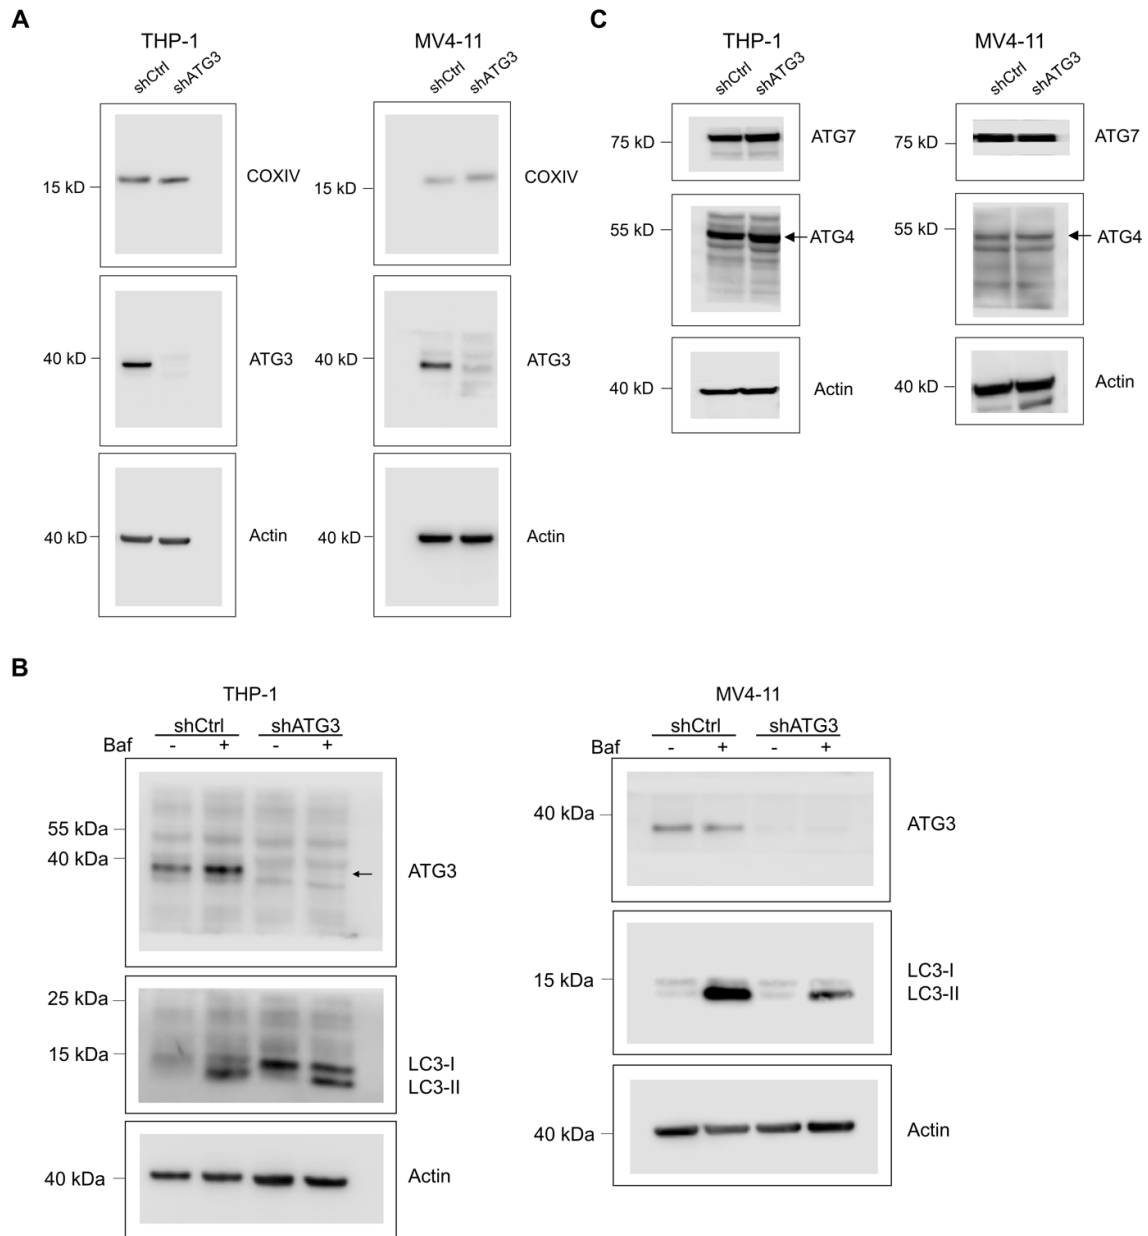 A
THP-1
shCtrl
shATG3
15 kD
COXIV
40 kD
ATG3
40 kD
Actin
MV4-11
shCtrl
shATG3
15 kD
COXIV
40 kD
ATG3
40 kD
Actin
C
THP-1
shCtrl
shATG3
75 kD
ATG7
55 kD
ATG4
40 kD
Actin
MV4-11
shCtrl
shATG3
75 kD
ATG7
55 kD
ATG4
40 kD
Actin
B
THP-1
shCtrl shATG3
Baf - + - +
55 kDa
40 kDa
ATG3
25 kDa
15 kDa
LC3-I
LC3-II
40 kDa
Actin
MV4-11
shCtrl shATG3
Baf - + - +
40 kDa
ATG3
15 kDa
LC3-I
LC3-II
40 kDa
Actin